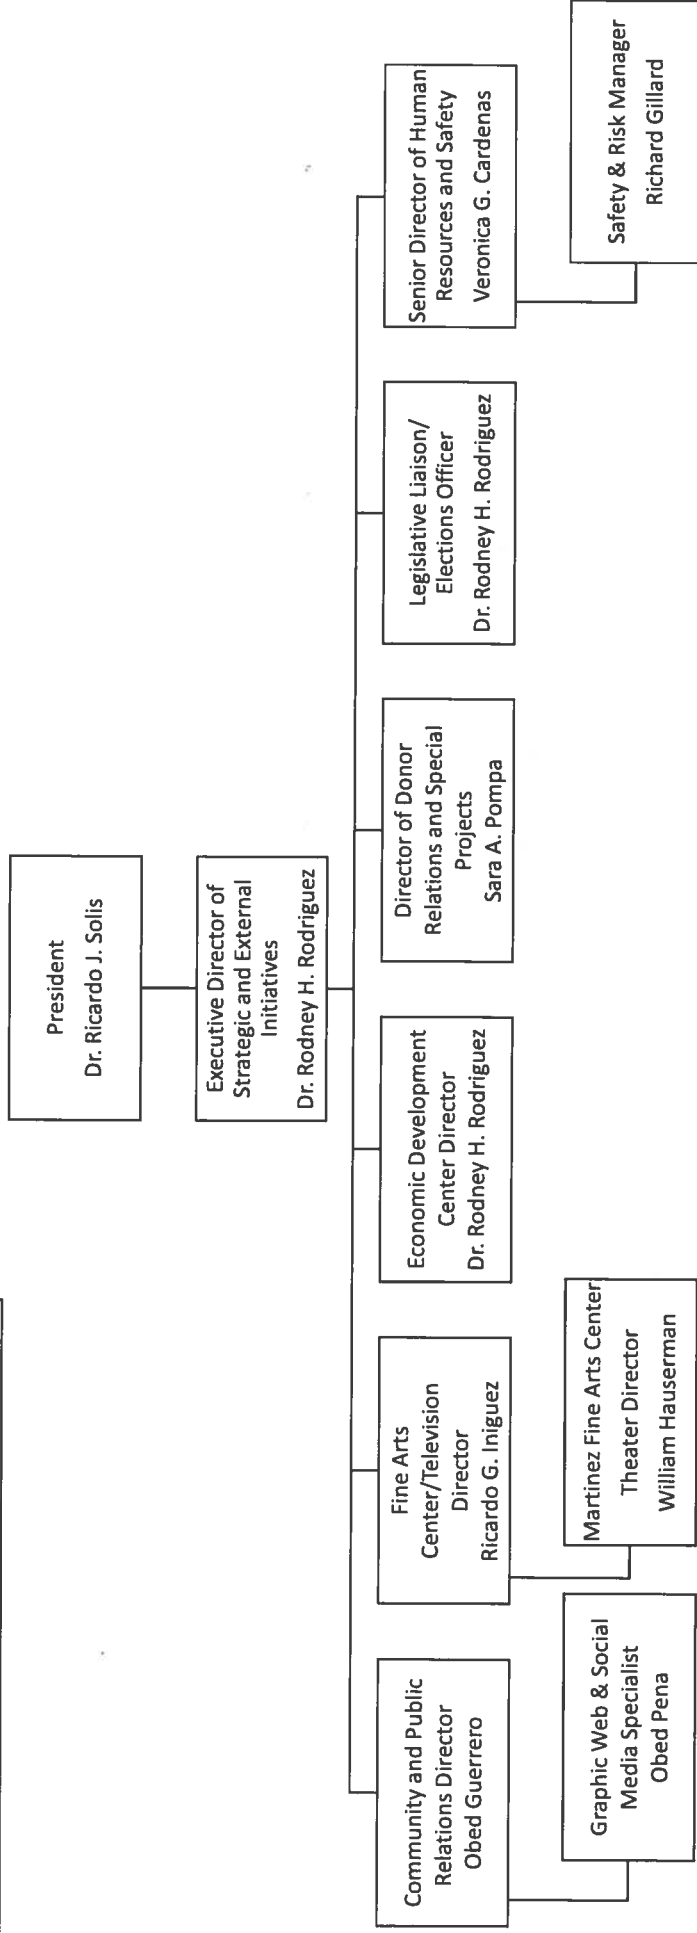 President
Dr. Ricardo J. Solis
Executive Director of
Strategic and External
Initiatives
Dr. Rodney H. Rodriguez
Community and Public
Relations Director
Obed Guerrero
Fine Arts
Center/Television
Director
Ricardo G. Iniguez
Economic Development
Center Director
Dr. Rodney H. Rodriguez
Director of Donor
Relations and Special
Projects
Sara A. Pompa
Legislative Liaison/
Elections Officer
Dr. Rodney H. Rodriguez
Senior Director of Human
Resources and Safety
Veronica G. Cardenas
Graphic Web & Social
Media Specialist
Obed Pena
Martinez Fine Arts Center
Theater Director
William Hauserman
Safety & Risk Manager
Richard Gillard